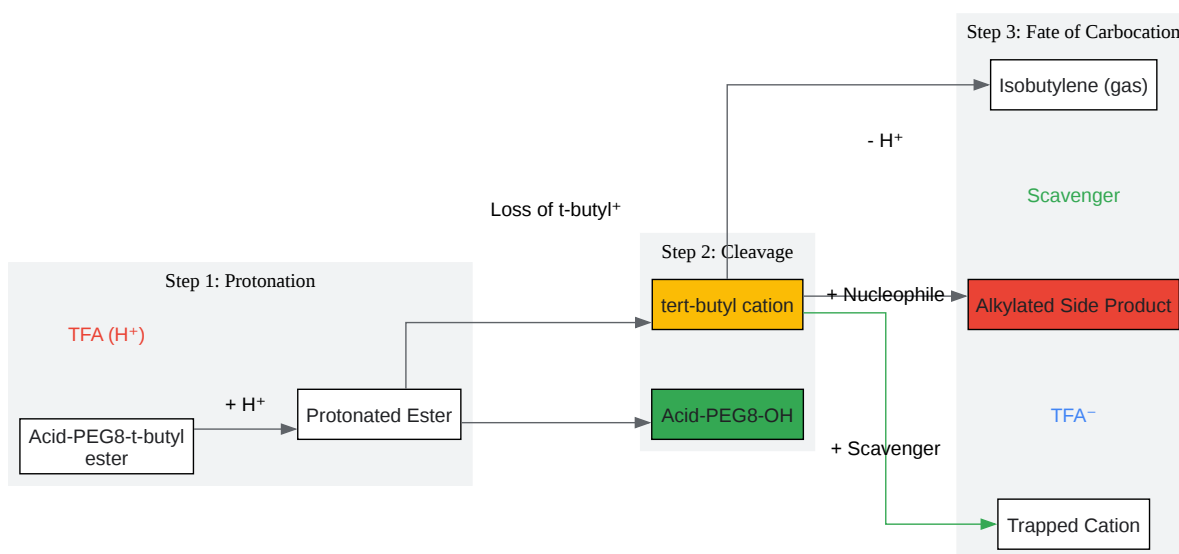 Step 3: Fate of Carbocation
Isobutylene (gas)
- H⁺
Scavenger
Loss of t-butyl⁺
Step 2: Cleavage
Step 1: Protonation
tert-butyl cation
+ Nucleophile
Alkylated Side Product
TFA (H⁺)
+ H⁺
Protonated Ester
Acid-PEG8-OH
TFA⁻
Acid-PEG8-t-butyl
ester
+ Scavenger
Trapped Cation